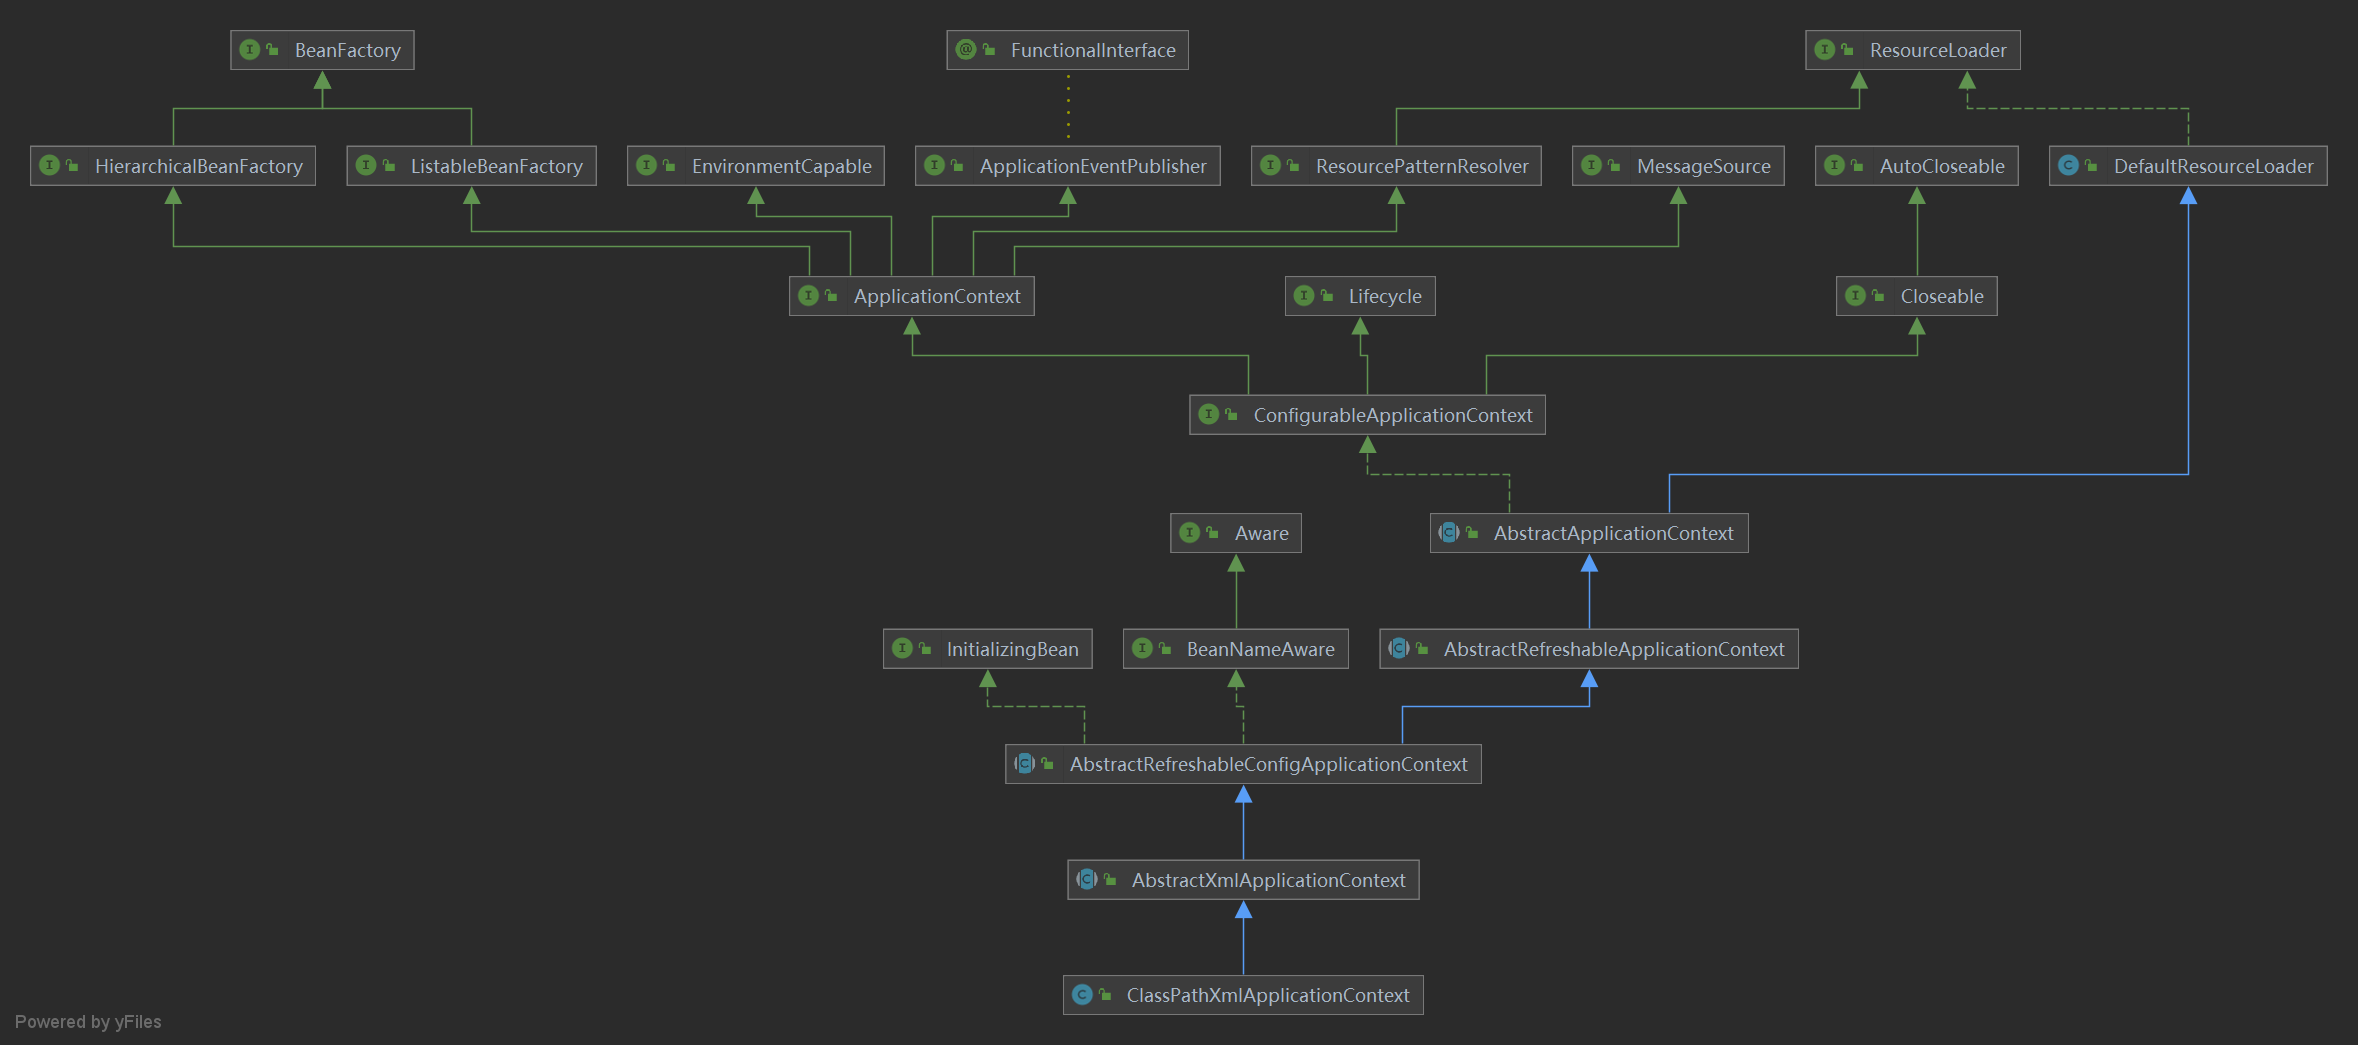 BeanFactory
FunctionalInterface
ResourceLoader
HierarchicalBeanFactory
ListableBeanFactory
EnvironmentCapable
ApplicationEventPublisher
ResourcePatternResolver
MessageSource
AutoCloseable
DefaultResourceLoader
ApplicationContext
Lifecycle
Closeable
ConfigurableApplicationContext
Aware
AbstractApplicationContext
InitializingBean
BeanNameAware
AbstractRefreshableApplicationContext
AbstractRefreshableConfigApplicationContext
AbstractXmlApplicationContext
ClassPathXmlApplicationContext
Powered by yFiles